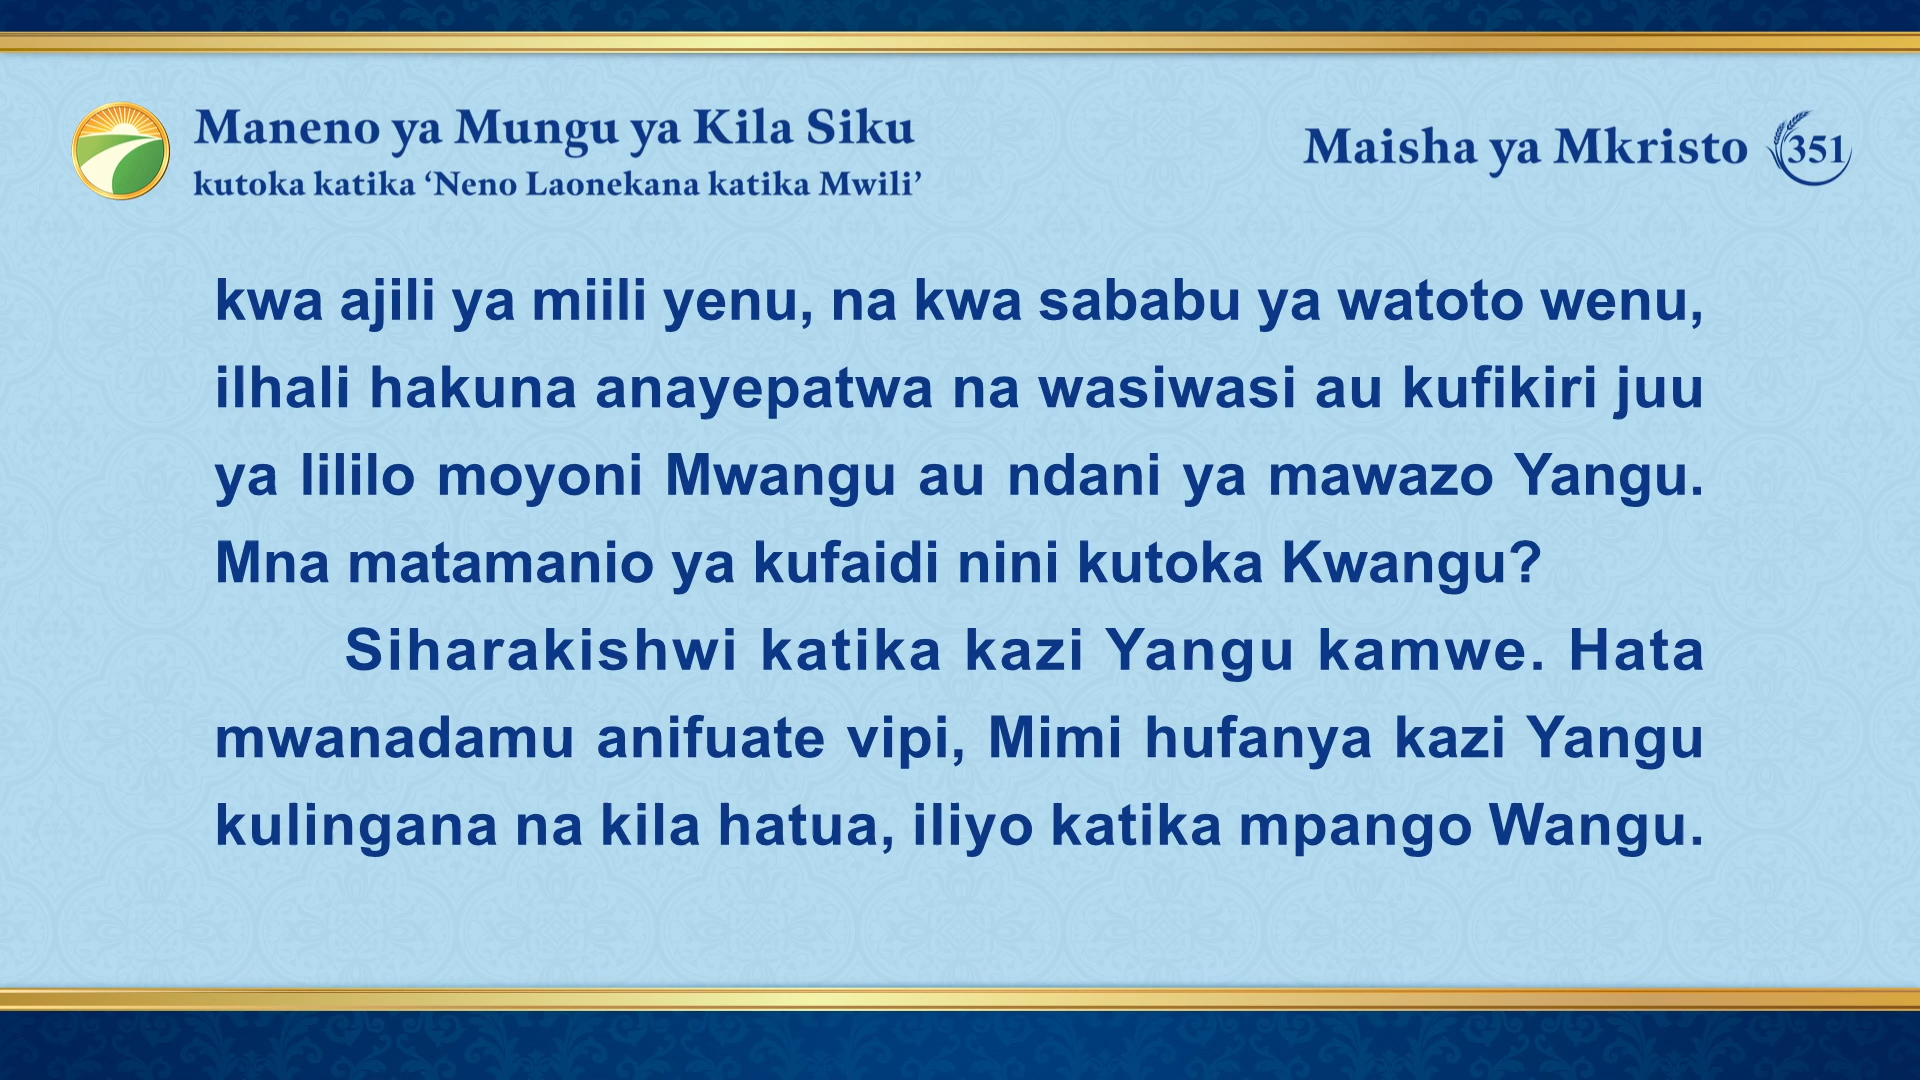 Maneno ya Mungu ya Kila Siku
kutoka katika ‘Neno Laonekana katika Mwili’
Maisha ya Mkristo 351
kwa ajili ya miili yenu, na kwa sababu ya watoto wenu,
ilhali hakuna anayepatwa na wasiwasi au kufikiri juu
ya lililo moyoni Mwangu au ndani ya mawazo Yangu.
Mna matamanio ya kufaidi nini kutoka Kwangu?
Siharakishwi katika kazi Yangu kamwe. Hata
mwanadamu anifuate vipi, Mimi hufanya kazi Yangu
kulingana na kila hatua, iliyo katika mpango Wangu.